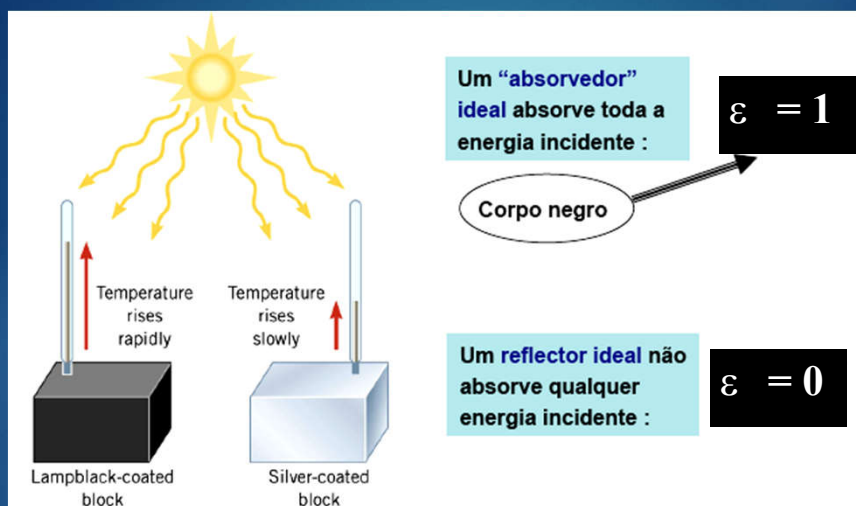 Um “absorvedor”
ideal absorve toda a
energia incidente :
ε = 1
Corpo negro
Temperature
rises
rapidly
Temperature
rises
slowly
Um reflector ideal não
absorve qualquer
energia incidente :
ε = 0
Lampblack-coated
block
Silver-coated
block